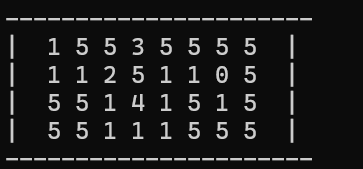 ----------------------
|  1 5 5 3 5 5 5 5  |
|  1 1 2 5 1 1 0 5  |
|  5 5 1 4 1 5 1 5  |
|  5 5 1 1 1 5 5 5  |
----------------------